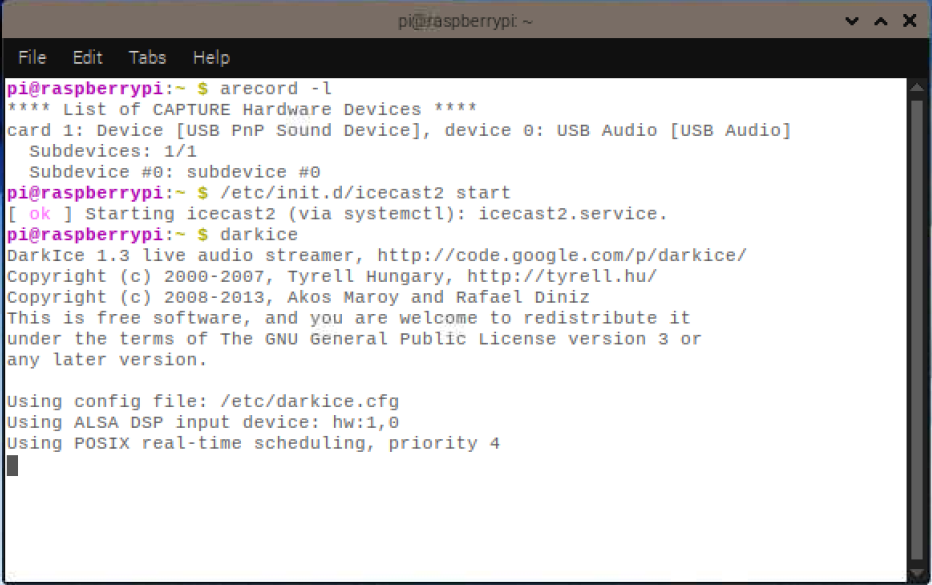 pi@raspberrypi: ~
File Edit Tabs Help
pi@raspberrypi:~ $ arecord -l
**** List of CAPTURE Hardware Devices ****
card 1: Device [USB PnP Sound Device], device 0: USB Audio [USB Audio]
  Subdevices: 1/1
  Subdevice #0: subdevice #0
pi@raspberrypi:~ $ /etc/init.d/icecast2 start
[ ok ] Starting icecast2 (via systemctl): icecast2.service.
pi@raspberrypi:~ $ darkice
DarkIce 1.3 live audio streamer, http://code.google.com/p/darkice/
Copyright (c) 2000-2007, Tyrell Hungary, http://tyrell.hu/
Copyright (c) 2008-2013, Akos Maroy and Rafael Diniz
This is free software, and you are welcome to redistribute it
under the terms of The GNU General Public License version 3 or
any later version.

Using config file: /etc/darkice.cfg
Using ALSA DSP input device: hw:1,0
Using POSIX real-time scheduling, priority 4